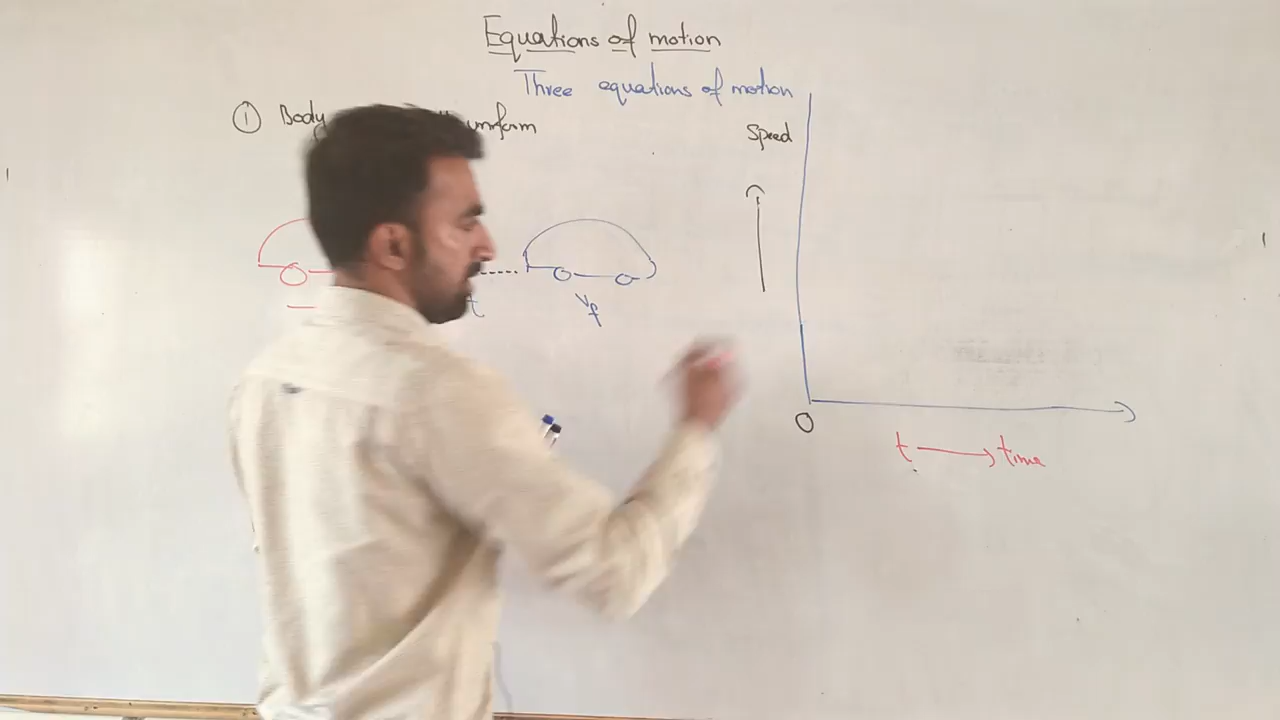 Equations of motion
Three equations of motion
① Body uniform
Speed
t
Vf
O
t → time